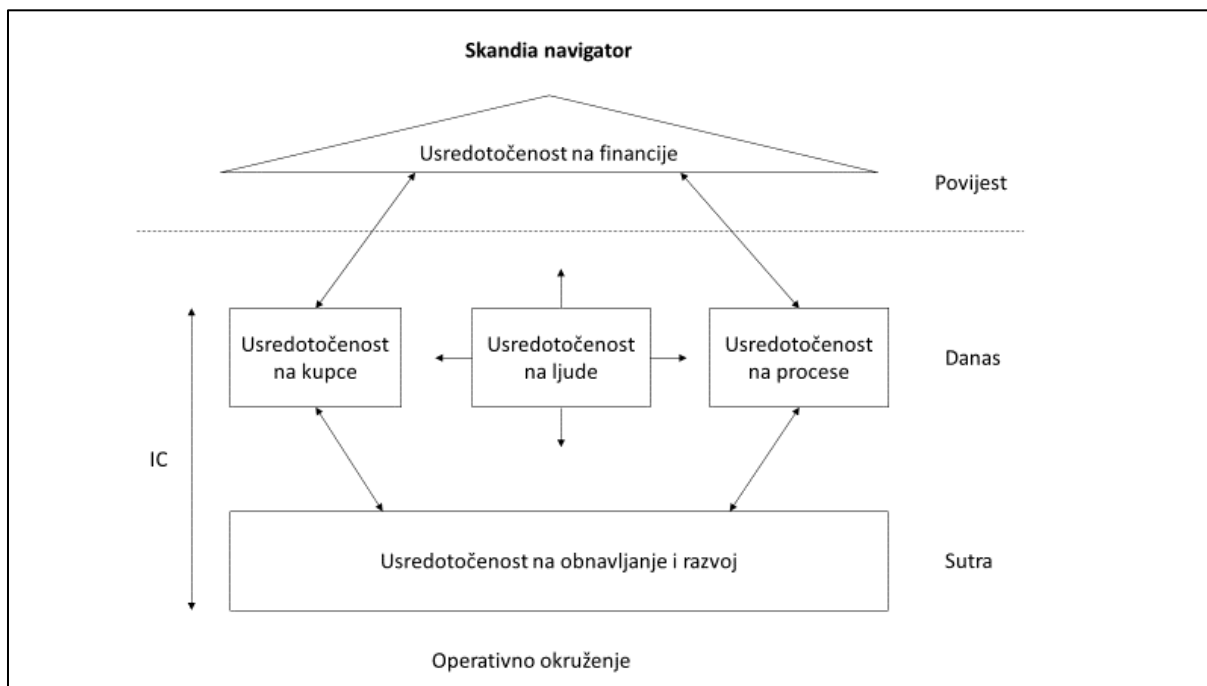 Skandia navigator
Usredotočenost na financije
Povijest
Usredotočenost
na kupce
Usredotočenost
na ljude
Usredotočenost
na procese
Danas
IC
Usredotočenost na obnavljanje i razvoj
Sutra
Operativno okruženje